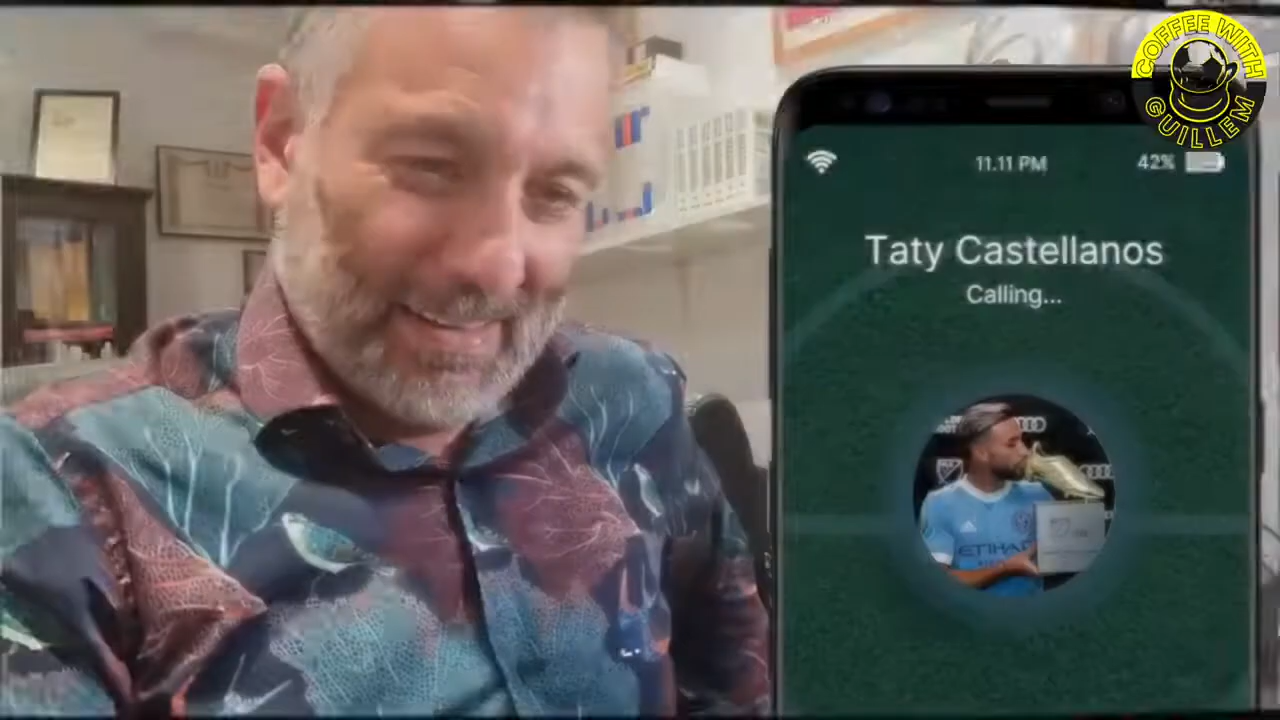 COFFEE WITH
GUILLEM
11.11 PM
42%
Taty Castellanos
Calling...
ETIHAD